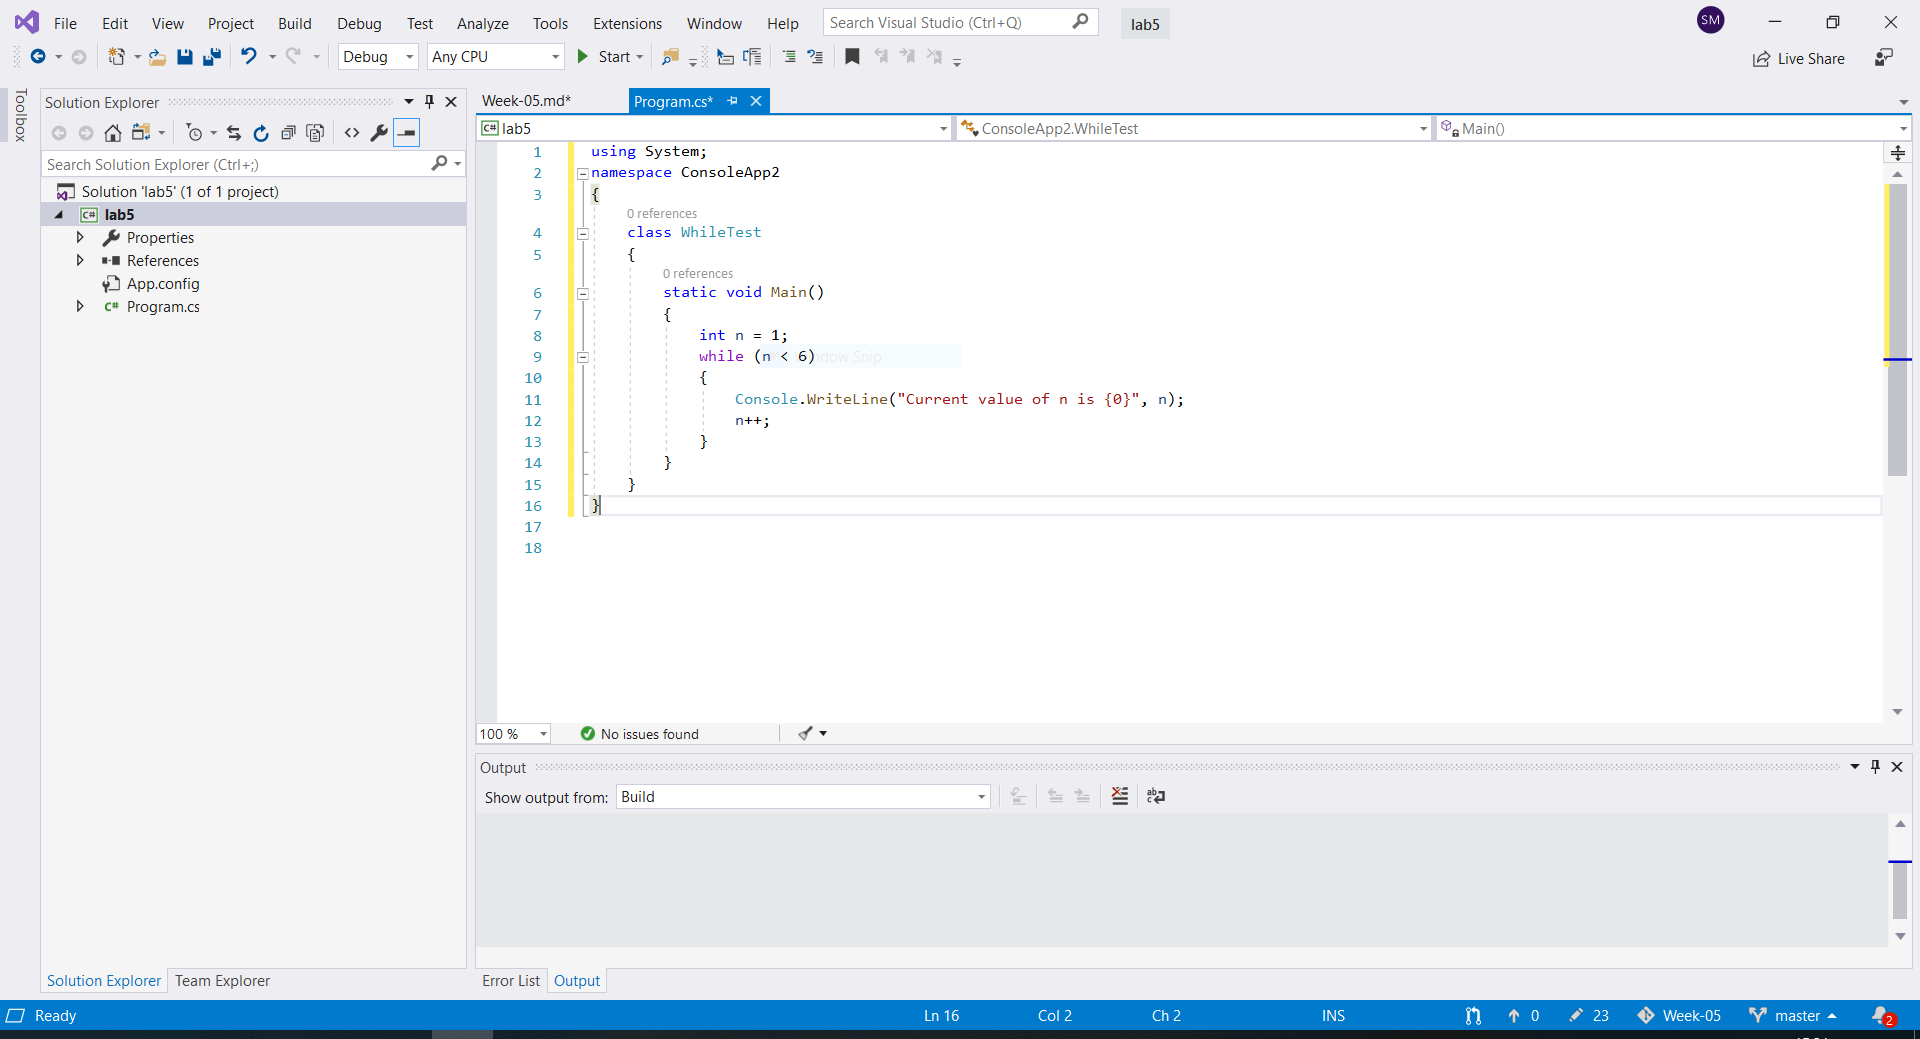 File Edit View Project Build Debug Test Analyze Tools Extensions Window Help Search Visual Studio (Ctrl+Q) lab5 SM
Debug Any CPU Start Live Share
Toolbox
Solution Explorer
Search Solution Explorer (Ctrl+;)
Solution 'lab5' (1 of 1 project)
C# lab5
Properties
References
App.config
C# Program.cs
Solution Explorer Team Explorer
Week-05.md* Program.cs*
C# lab5 ConsoleApp2.WhileTest Main()
1 using System;
2 namespace ConsoleApp2
3 {
0 references
4 class WhileTest
5 {
0 references
6 static void Main()
7 {
8 int n = 1;
9 while (n < 6) Snip
10 {
11 Console.WriteLine("Current value of n is {0}", n);
12 n++;
13 }
14 }
15 }
16 }
17
18
100 % No issues found
Output
Show output from: Build
Error List Output
Ready Ln 16 Col 2 Ch 2 INS 0 23 Week-05 master 2